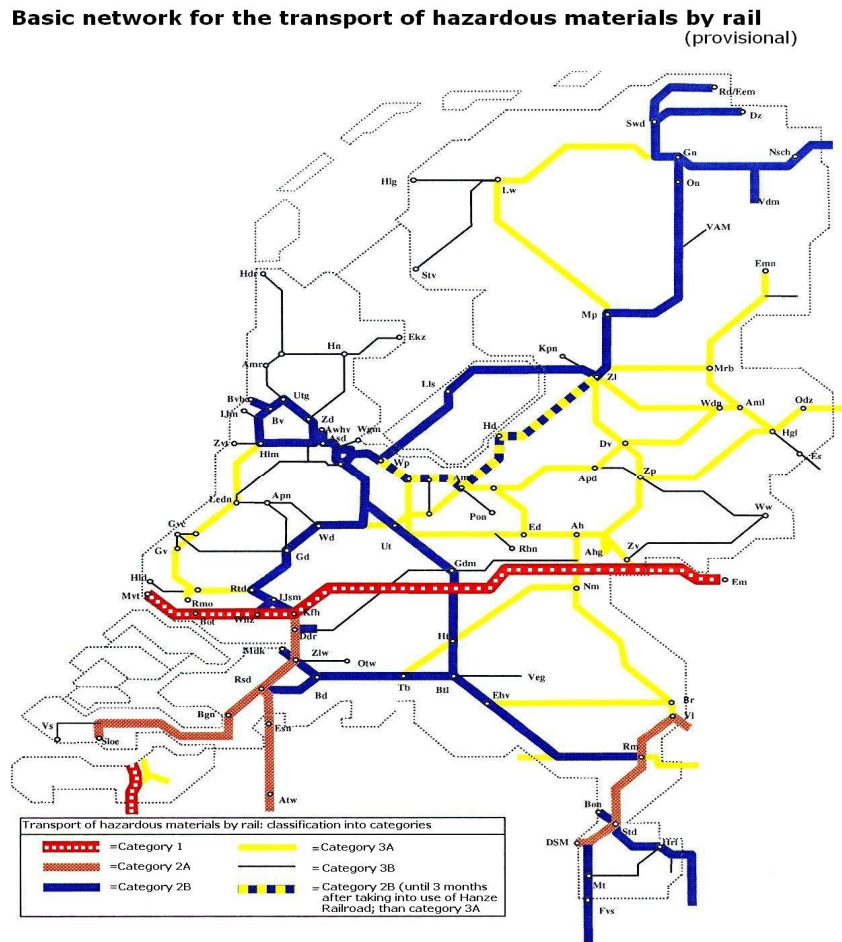 Basic network for the transport of hazardous materials by rail
(provisional)
Rd/Eem
Dz
Swd
Gn
Nsch
On
Vdm
Hlg
Lw
VAM
Stv
Emn
Hdr
Mp
Hn
Ekz
Kpn
Amr
Zl
Mrb
Lls
Bvh
Utg
IJm
Bv
Zd
Wdn
Aml
Odz
Awhv
Wgm
Asd
Hd
Hgl
Zvt
Hlm
Dv
Es
Wp
Apd
Zp
Ledn
Apn
Pon
Ww
Gvc
Wd
Ed
Ah
Gv
Gd
Ut
Rhn
Ahg
Zv
Hld
Gdm
Em
Mvt
Rtd
IJsm
Nm
Rmo
Bot
Whz
Kfh
Ddr
Ht
Mdk
Zlw
Otw
Rsd
Bd
Tb
Btl
Veg
Ehv
Br
Bgn
Vl
Vs
Sloe
Esn
Rm
Atw
Bon
Std
DSM
Hrl
Mt
Fvs
Transport of hazardous materials by rail: classification into categories
=Category 1
=Category 3A
=Category 2A
=Category 3B
=Category 2B
= Category 2B (until 3 months
after taking into use of Hanze
Railroad; than category 3A